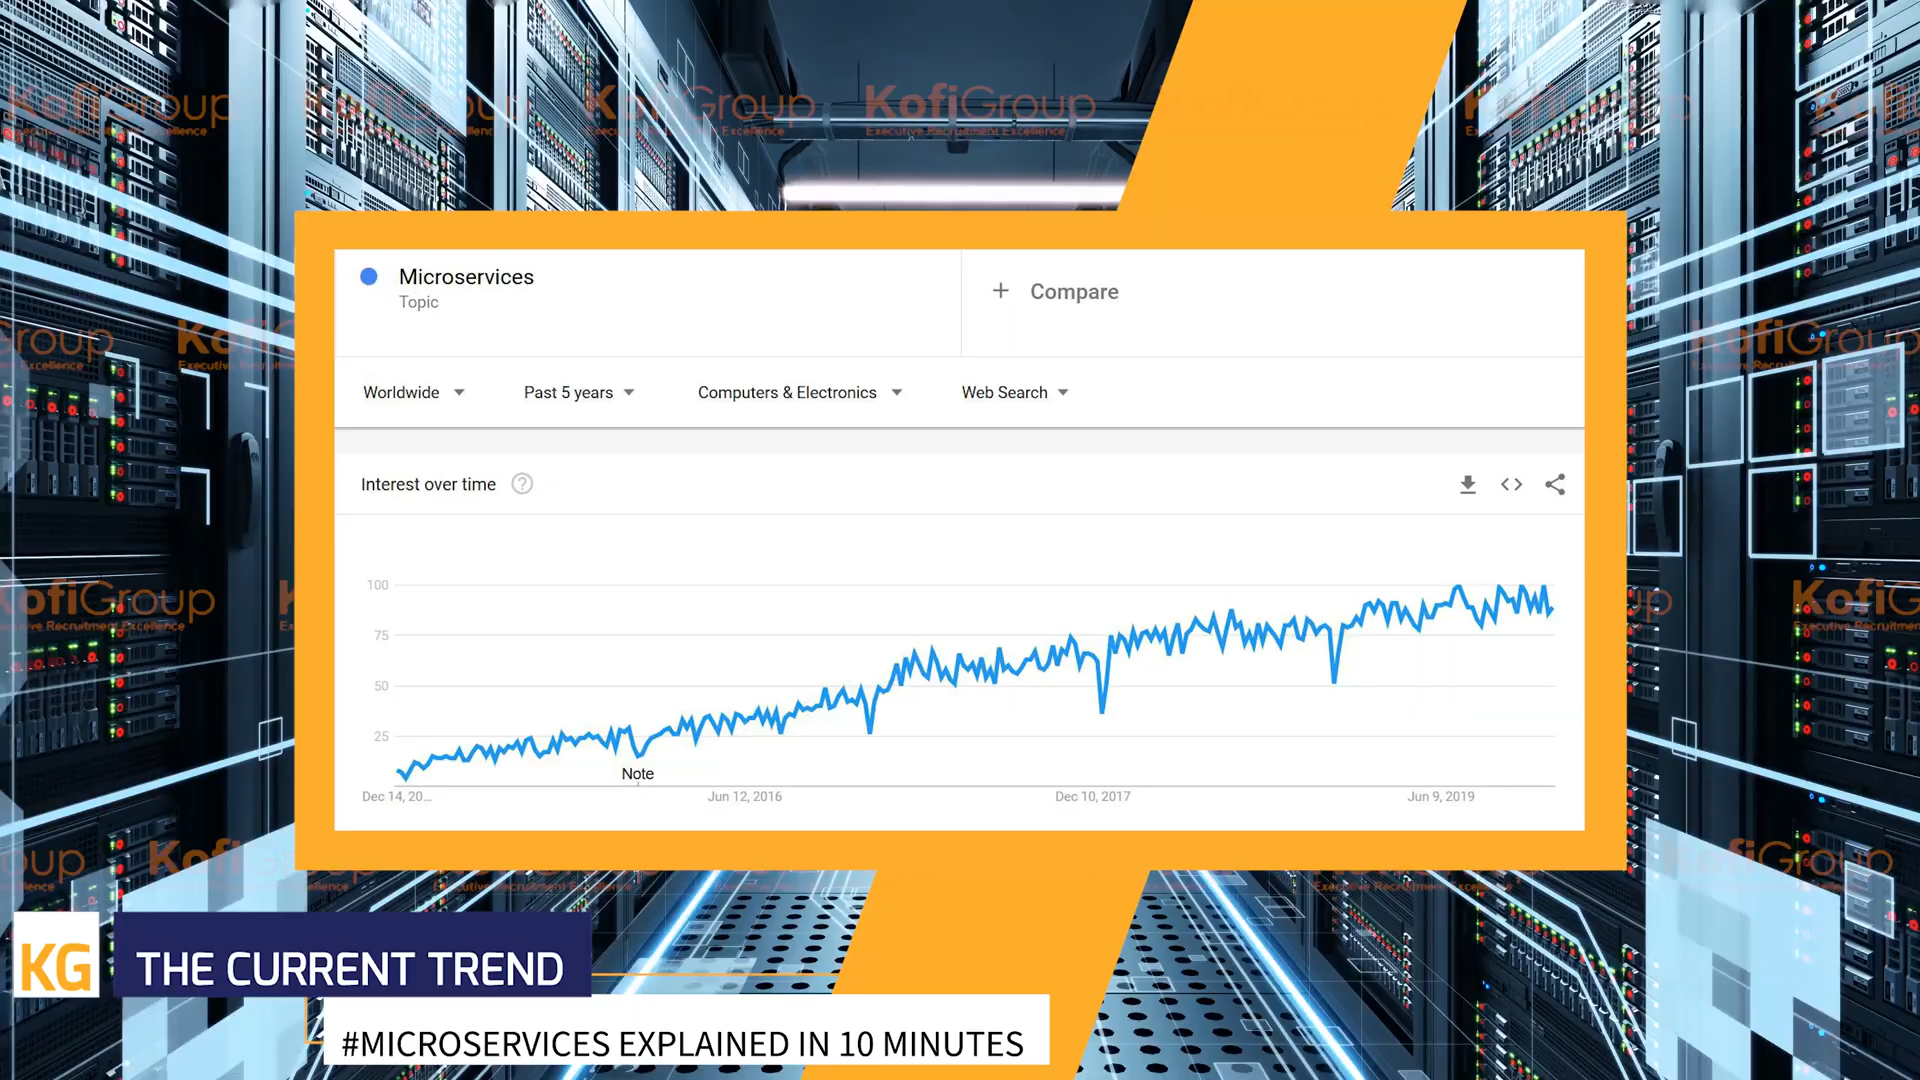 KofiGroup
Executive Recruitment Excellence
Microservices
Topic
+ Compare
Worldwide
Past 5 years
Computers & Electronics
Web Search
Interest over time ?
100
75
50
25
Note
Dec 14, 20...
Jun 12, 2016
Dec 10, 2017
Jun 9, 2019
KG
THE CURRENT TREND
#MICROSERVICES EXPLAINED IN 10 MINUTES